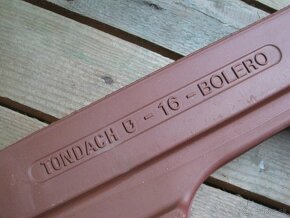 TONDACH B - 16 - BOLERO